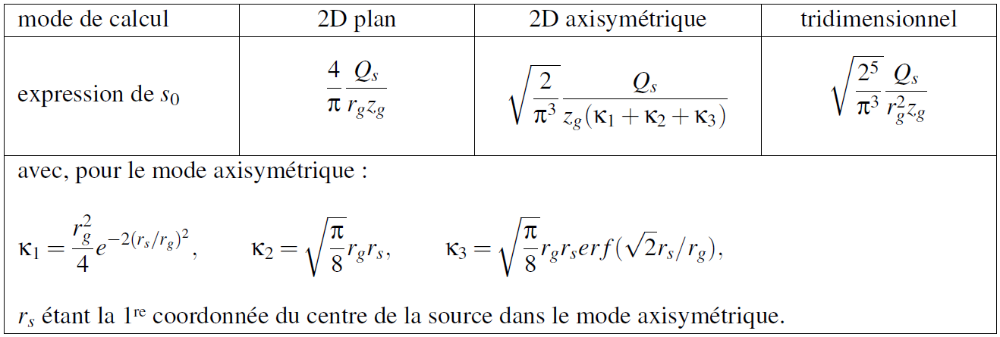 mode de calcul 2D plan 2D axisymétrique tridimensionnel
expression de $s_0$ $\frac{4}{\pi}\frac{Q_s}{r_g z_g}$ $\sqrt{\frac{2}{\pi^3}}\frac{Q_s}{z_g(\kappa_1+\kappa_2+\kappa_3)}$ $\sqrt{\frac{2^5}{\pi^3}}\frac{Q_s}{r_g^2 z_g}$
avec, pour le mode axisymétrique :
$\kappa_1 = \frac{r_g^2}{4}e^{-2(r_s/r_g)^2},$ $\kappa_2 = \sqrt{\frac{\pi}{8}}r_g r_s,$ $\kappa_3 = \sqrt{\frac{\pi}{8}}r_g r_s erf(\sqrt{2}r_s/r_g),$
$r_s$ étant la 1$^{re}$ coordonnée du centre de la source dans le mode axisymétrique.